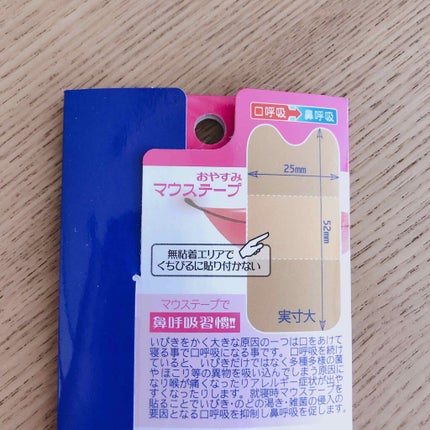 口呼吸 鼻呼吸
25mm
52mm
おやすみ
マウステープ
無粘着エリアで
くちびるに貼り付かない
実寸大
マウステープで
鼻呼吸習慣!!
いびきをかく大きな原因の一つは口をあけて
寝る事で口呼吸になる事です。口呼吸を続け
ていると、いびきだけではなく多種多様の菌
やほこり等の異物を吸い込んでしまう原因に
なり喉が痛くなったりアレルギー症状が出や
すくなったりします。就寝時マウステープを
貼ることでいびき・のどの渇き・雑菌の侵入の
要因となる口呼吸を抑制し鼻呼吸を促します。